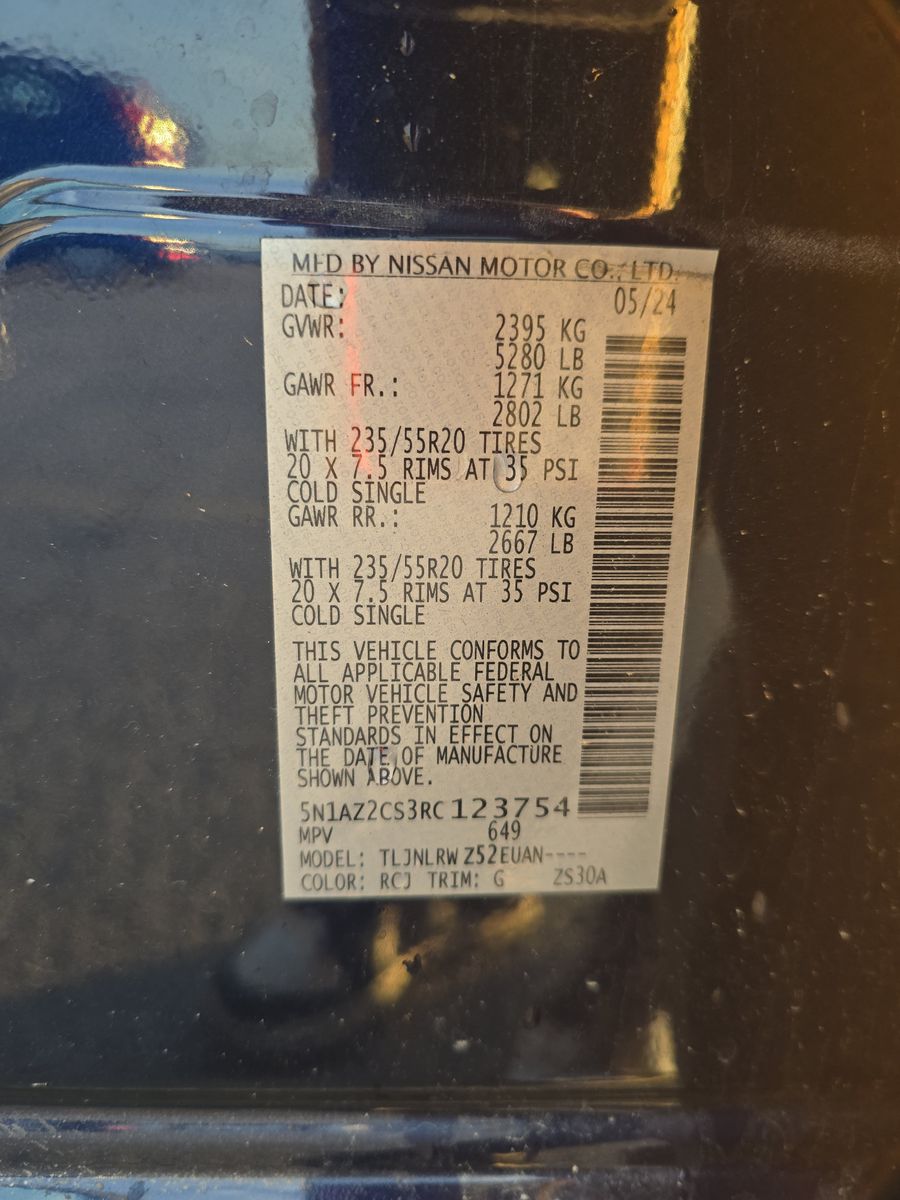 MFD BY NISSAN MOTOR CO., LTD.
DATE: 05/24
GVWR: 2395 KG
5280 LB
GAWR FR.: 1271 KG
2802 LB
WITH 235/55R20 TIRES
20 X 7.5 RIMS AT 35 PSI
COLD SINGLE
GAWR RR.: 1210 KG
2667 LB
WITH 235/55R20 TIRES
20 X 7.5 RIMS AT 35 PSI
COLD SINGLE
THIS VEHICLE CONFORMS TO
ALL APPLICABLE FEDERAL
MOTOR VEHICLE SAFETY AND
THEFT PREVENTION
STANDARDS IN EFFECT ON
THE DATE OF MANUFACTURE
SHOWN ABOVE.
5N1AZ2CS3RC123754
MPV 649
MODEL: TLJNLRWZ52EUAN----
COLOR: RCJ TRIM: G ZS30A